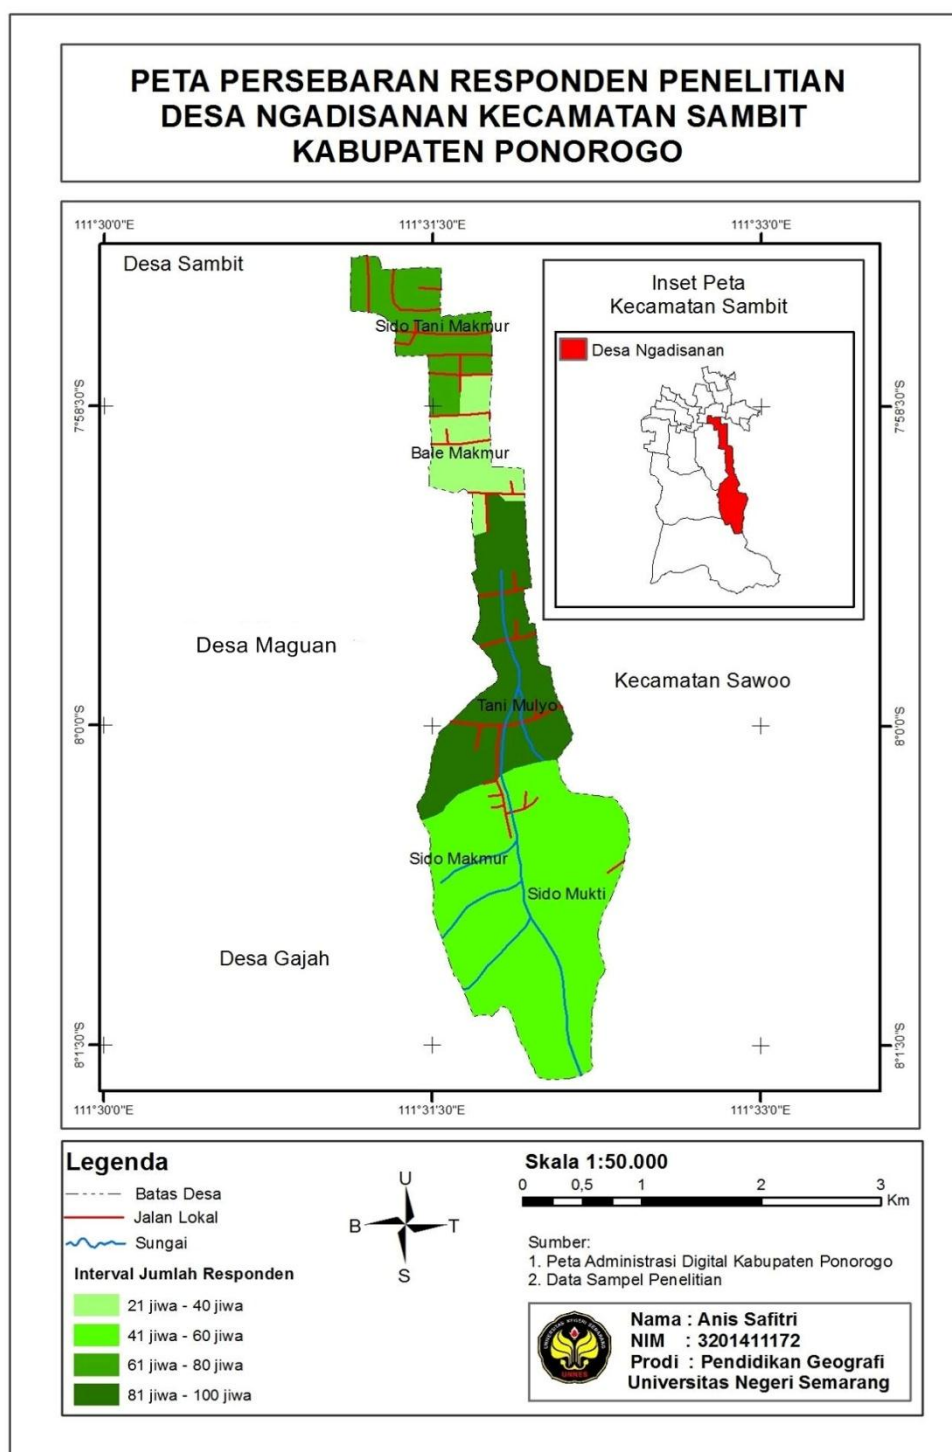 PETA PERSEBARAN RESPONDEN PENELITIAN
DESA NGADISANAN KECAMATAN SAMBIT
KABUPATEN PONOROGO
111°30'0"E 111°31'30"E 111°33'0"E
Desa Sambit
Inset Peta
Kecamatan Sambit
Sido Tani Makmur
Desa Ngadisanan
7°58'30"S 7°58'30"S
Bale Makmur
Desa Maguan
Kecamatan Sawoo
Tani Mulyo
8°0'0"S 8°0'0"S
Sido Makmur
Sido Mukti
Desa Gajah
8°1'30"S 8°1'30"S
111°30'0"E 111°31'30"E 111°33'0"E
Legenda
Batas Desa
Jalan Lokal
Sungai
Interval Jumlah Responden
21 jiwa - 40 jiwa
41 jiwa - 60 jiwa
61 jiwa - 80 jiwa
81 jiwa - 100 jiwa
U
B T
S
Skala 1:50.000
0 0,5 1 2 3
Km
Sumber:
1. Peta Administrasi Digital Kabupaten Ponorogo
2. Data Sampel Penelitian
UNIVERSITAS NEGERI SEMARANG
UNNES
Nama : Anis Safitri
NIM : 3201411172
Prodi : Pendidikan Geografi
Universitas Negeri Semarang